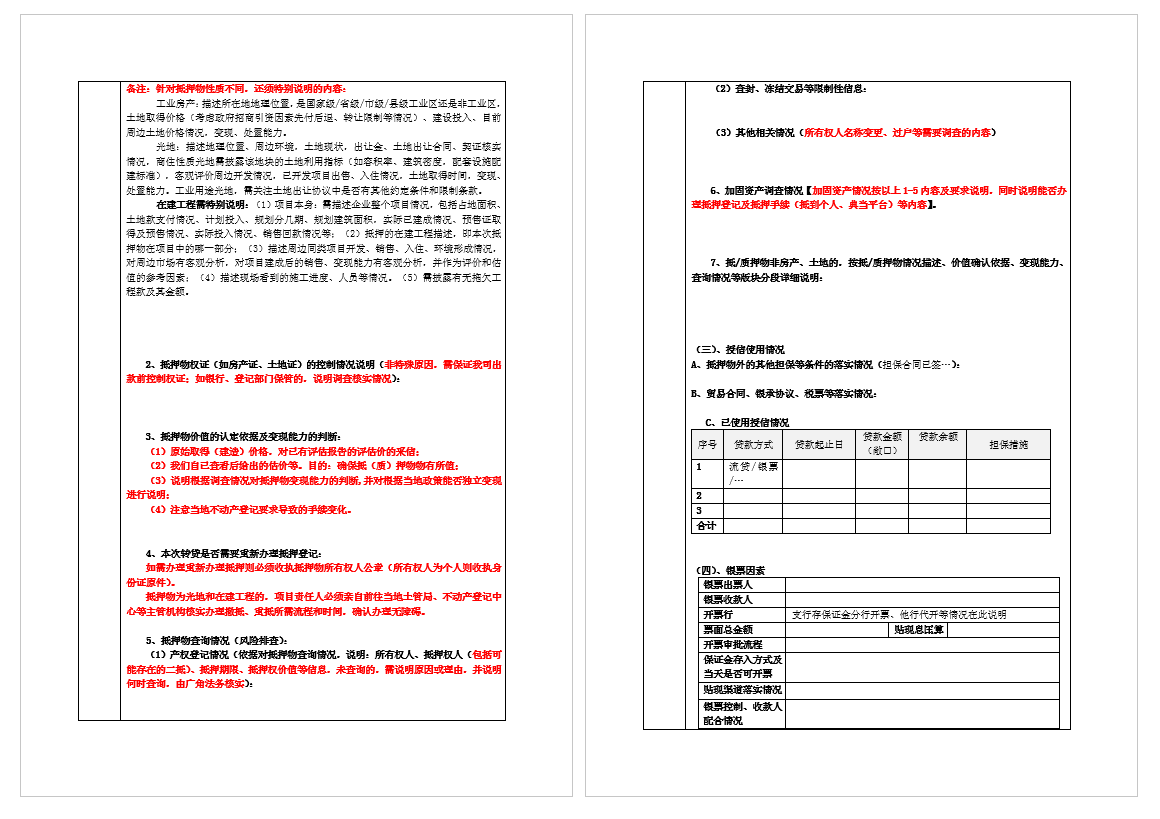 备注：针对抵押物性质不同，还须特别说明的内容：
工业房产：描述所在地地理位置，是国家级/省级/市级/县级工业区还是非工业区，
土地取得价格（考虑政府招商引资因素先付后返、转让限制等情况）、建设投入、目前
周边土地价格情况，变现、处置能力。
光地：描述地理位置、周边环境，土地现状，出让金、土地出让合同、契证核实
情况，商住性质光地需披露该地块的土地利用指标（如容积率、建筑密度，配套设施配
建标准），客观评价周边开发情况，已开发项目出售、入住情况，土地取得时间，变现、
处置能力。工业用途光地，需关注土地出让协议中是否有其他约定条件和限制条款。
在建工程需特别说明：（1）项目本身：需描述企业整个项目情况，包括占地面积、
土地款支付情况、计划投入、规划分几期、规划建筑面积，实际已建成情况、预售证取
得及预售情况、实际投入情况、销售回款情况等；（2）抵押的在建工程描述，即本次抵
押物在项目中的哪一部分；（3）描述周边同类项目开发、销售、入住、环境形成情况，
对周边市场有客观分析，对项目建成后的销售、变现能力有客观分析，并作为评价和估
值的参考因素；（4）描述现场看到的施工进度、人员等情况。（5）需披露有无拖欠工
程款及其金额。
2、抵押物权证（如房产证、土地证）的控制情况说明（非特殊原因，需保证我司出
款前控制权证；如银行、登记部门保管的，说明调查核实情况）：
3、抵押物价值的认定依据及变现能力的判断：
（1）原始取得（建造）价格，对已有评估报告的评估价的采信；
（2）我们自己查看后给出的估价等。目的：确保抵（质）押物物有所值；
（3）说明根据调查情况对抵押物变现能力的判断，并对根据当地政策能否独立变现
进行说明；
（4）注意当地不动产登记要求导致的手续变化。
4、本次转贷是否需要重新办理抵押登记：
如需办理重新办理抵押则必须收执抵押物所有权人公章（所有权人为个人则收执身
份证原件）。
抵押物为光地和在建工程的，项目责任人必须亲自前往当地土管局、不动产登记中
心等主管机构核实办理撤抵、重抵所需流程和时间，确认办理无障碍。
5、抵押物查询情况（风险排查）：
（1）产权登记情况（依据对抵押物查询情况，说明：所有权人、抵押权人（包括可
能存在的二抵）、抵押期限、抵押权价值等信息，未查询的，需说明原因或理由，并说明
何时查询，由广角法务核实）：
（2）查封、冻结交易等限制性信息：
（3）其他相关情况（所有权人名称变更、过户等需要调查的内容）
6、加固资产调查情况【加固资产情况按以上 1-5 内容及要求说明，同时说明能否办
理抵押登记及抵押手续（抵到个人、典当平台）等内容】。
7、抵/质押物非房产、土地的，按抵/质押物情况描述、价值确认依据、变现能力、
查询情况等版块分段详细说明：
（三）、授信使用情况
A、抵押物外的其他担保等条件的落实情况（担保合同已签…）：
B、贸易合同、银承协议、税票等落实情况：
C、已使用授信情况
序号 贷款方式 贷款起止日 贷款金额 贷款余额 担保措施
（敞口）
1 流贷/银票
/…
2
3
合计
（四）、银票因素
银票出票人
银票收款人
开票行 支行存保证金分行开票、他行代开等情况在此说明
票面总金额 贴现息匡算
开票审批流程
保证金存入方式及
当天是否可开票
贴现渠道落实情况
银票控制、收款人
配合情况